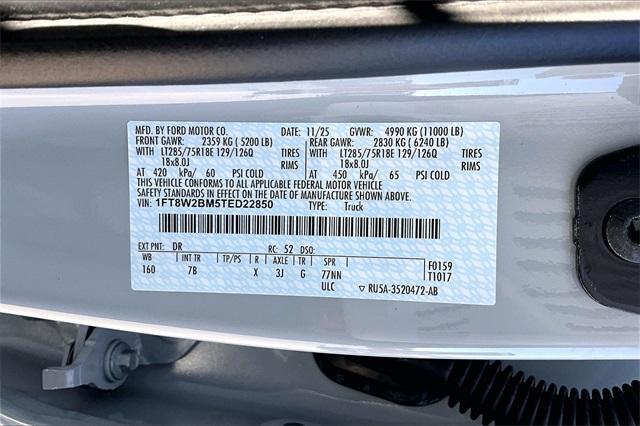 MFD. BY FORD MOTOR CO. DATE: 11/25 GVWR: 4990 KG (11000 LB)
FRONT GAWR: 2359 KG (5200 LB) REAR GAWR: 2830 KG (6240 LB)
WITH LT285/75R18E 129/126Q TIRES WITH LT285/75R18E 129/126Q TIRES
18x8.0J RIMS 18x8.0J RIMS
AT 420 kPa/ 60 PSI COLD AT 450 kPa/ 65 PSI COLD
THIS VEHICLE CONFORMS TO ALL APPLICABLE FEDERAL MOTOR VEHICLE
SAFETY STANDARDS IN EFFECT ON THE DATE OF MANUFACTURE SHOWN ABOVE.
VIN: 1FT8W2BM5TED22850 TYPE: Truck
EXT PNT: DR RC: 52 DSO:
WB INT TR TP/PS R AXLE TR SPR F0159
160 7B X 3J G 77NN T1017
ULC ▽ RU5A-3520472-AB